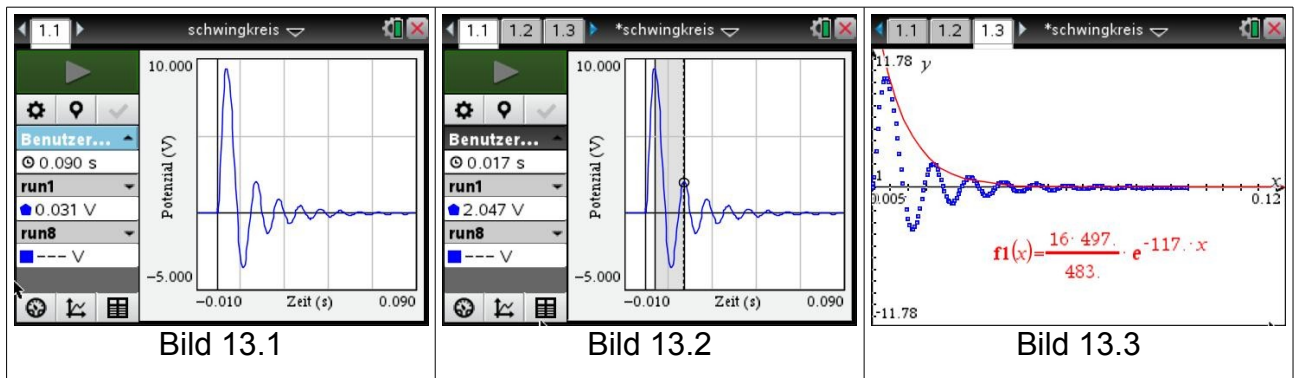 1.1
schwingkreis
Benutzer...
0.090 s
run1
0.031 V
run8
--- V
10.000
Potenzial (V)
-5.000
-0.010
Zeit (s)
0.090
Bild 13.1
1.1 1.2 1.3
*schwingkreis
Benutzer...
0.017 s
run1
2.047 V
run8
--- V
10.000
Potenzial (V)
-5.000
-0.010
Zeit (s)
0.090
Bild 13.2
1.1 1.2 1.3
*schwingkreis
11.78 y
1
0.005
x
0.12
f1(x)=16· 497. / 483. · e^-117. · x
-11.78
Bild 13.3